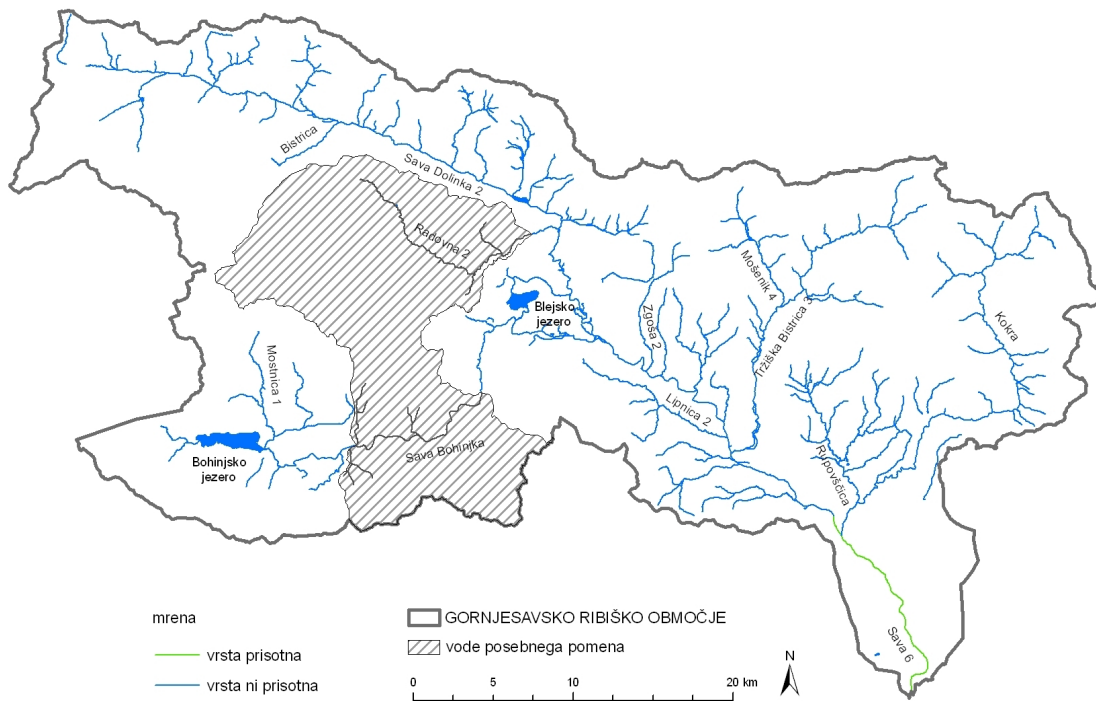 Bistrica
Sava Dolinka 2
Radovna 2
Mošenik 4
Blejsko
jezero
Zgoša 2
Tržiška Bistrica 3
Kokra
Mostnica 1
Lipnica 2
Bohinjsko
jezero
Sava Bohinjka
Rupovščica
Sava 6
mrena
vrsta prisotna
vrsta ni prisotna
GORNJESAVSKO RIBIŠKO OBMOČJE
vode posebnega pomena
N
0 5 10 20 km